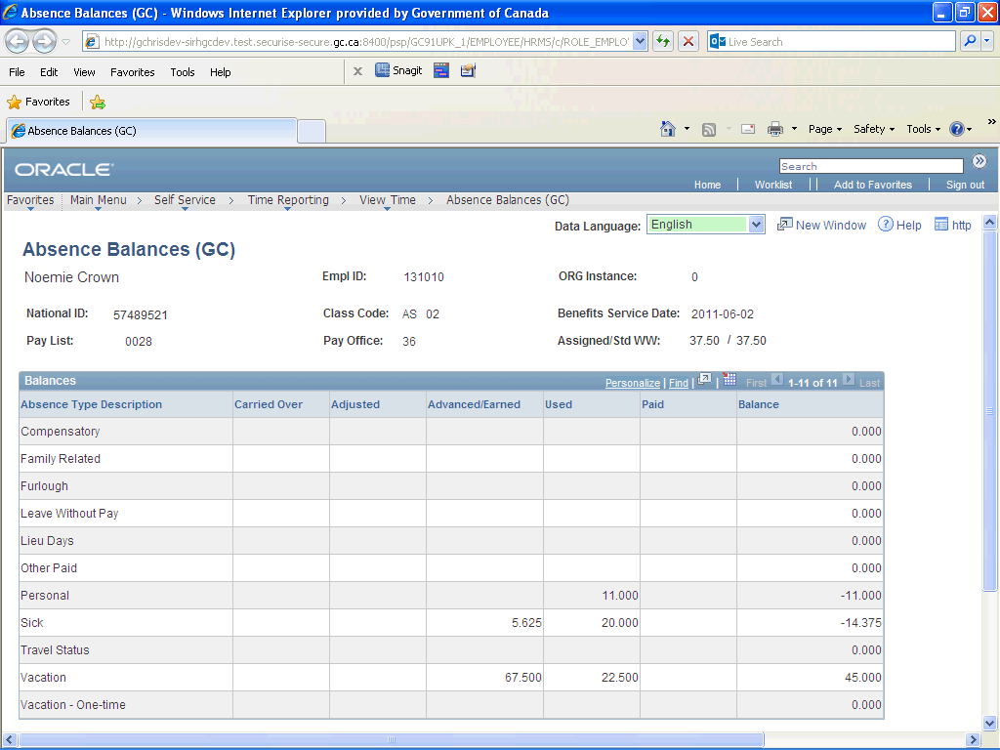 Absence Balances (GC) - Windows Internet Explorer provided by Government of Canada
http://gchrisdev-sirhgcdev.test.securise-secure.gc.ca:8400/psp/GC91UPK_1/EMPLOYEE/HRMS/c/ROLE_EMPLO Live Search
File Edit View Favorites Tools Help x Snagit
Favorites
Absence Balances (GC) Page Safety Tools »
ORACLE Search
Home Worklist Add to Favorites Sign out
Favorites Main Menu > Self Service > Time Reporting > View Time > Absence Balances (GC)
Data Language: English New Window Help http
Absence Balances (GC)
Noemie Crown Empl ID: 131010 ORG Instance: 0
National ID: 57489521 Class Code: AS 02 Benefits Service Date: 2011-06-02
Pay List: 0028 Pay Office: 36 Assigned/Std WW: 37.50 / 37.50
Balances Personalize | Find | | First 1-11 of 11 Last
Absence Type Description Carried Over Adjusted Advanced/Earned Used Paid Balance
Compensatory 0.000
Family Related 0.000
Furlough 0.000
Leave Without Pay 0.000
Lieu Days 0.000
Other Paid 0.000
Personal 11.000 -11.000
Sick 5.625 20.000 -14.375
Travel Status 0.000
Vacation 67.500 22.500 45.000
Vacation - One-time 0.000